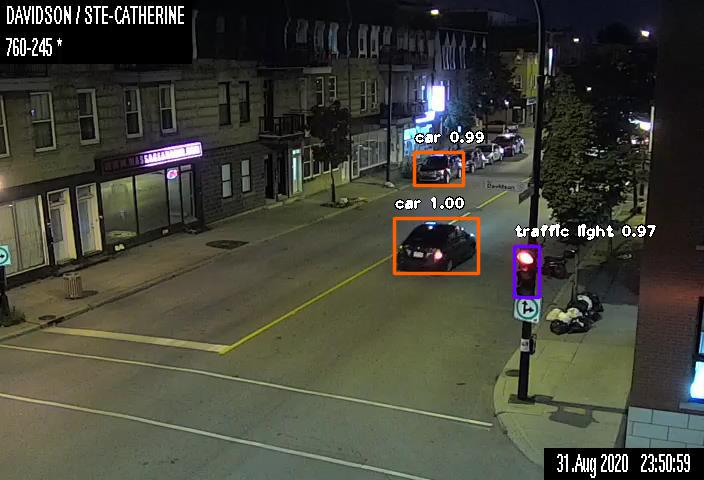 DAVIDSON / STE-CATHERINE
760-245 *
car 0.99
Davidson
car 1.00
traffic light 0.97
31.Aug 2020 23:50:59